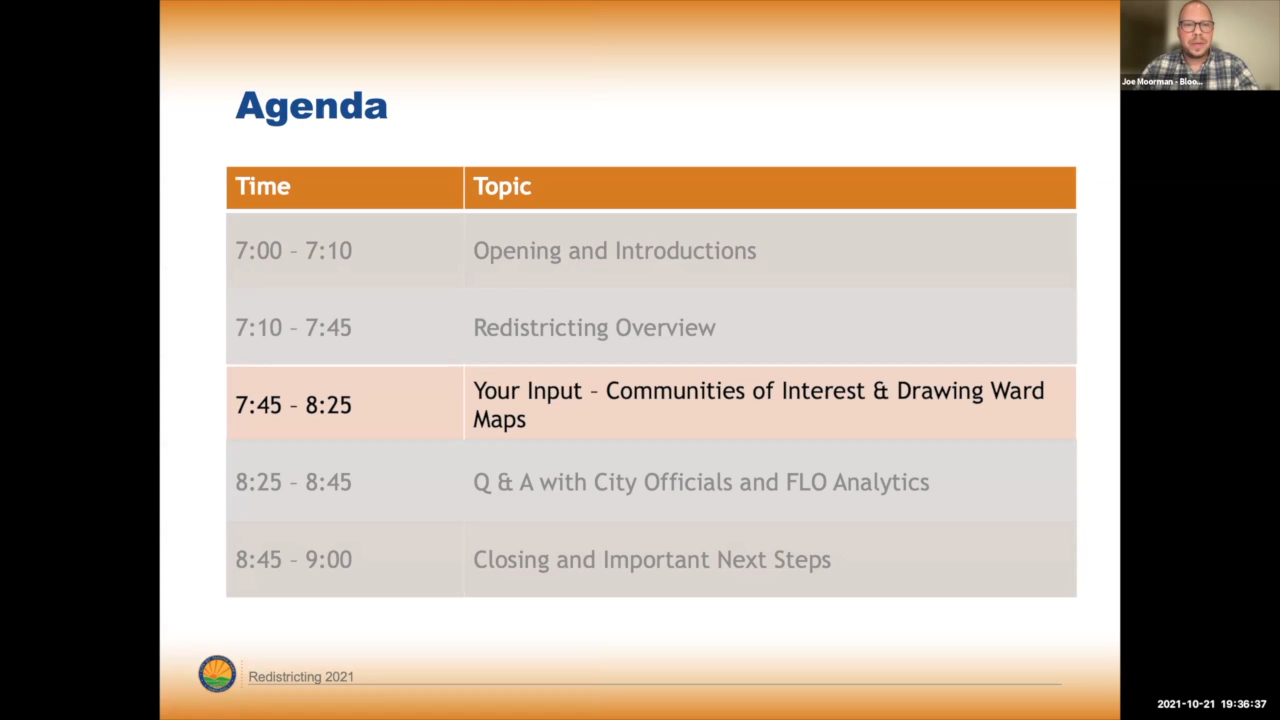 Agenda
Time Topic
7:00 – 7:10 Opening and Introductions
7:10 – 7:45 Redistricting Overview
7:45 – 8:25 Your Input – Communities of Interest & Drawing Ward
Maps
8:25 – 8:45 Q & A with City Officials and FLO Analytics
8:45 – 9:00 Closing and Important Next Steps
Redistricting 2021
Joe Moorman - Bloo...
2021-10-21 19:36:37